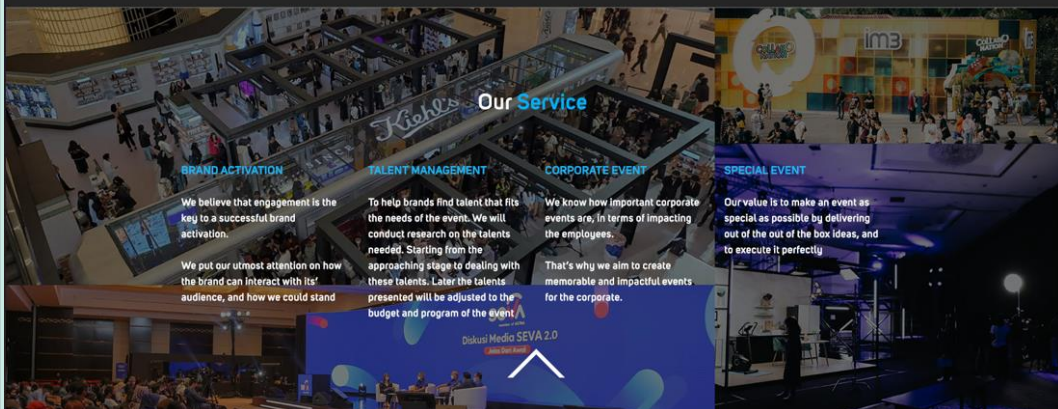 im3
COLLABO NATION
COLLABO NATION
Kiehl's
Our Service
BRAND ACTIVATION
We believe that engagement is the
key to a successful brand
activation.
We put our utmost attention on how
the brand can interact with its'
audience, and how we could stand
TALENT MANAGEMENT
To help brands find talent that fits
the needs of the event. We will
conduct research on the talents
needed. Starting from the
approaching stage to dealing with
these talents. Later the talents
presented will be adjusted to the
budget and program of the event
CORPORATE EVENT
We know how important corporate
events are, in terms of impacting
the employees.
That's why we aim to create
memorable and impactful events
for the corporate.
SPECIAL EVENT
Our value is to make an event as
special as possible by delivering
out of the out of the box ideas, and
to execute it perfectly
SEVA
Diskusi Media SEVA 2.0